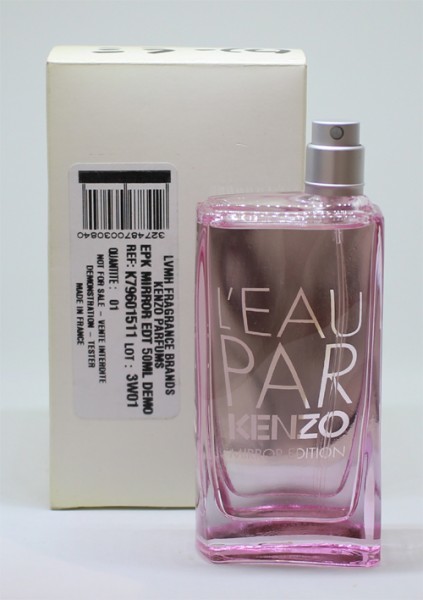 3274870030840
LVMH FRAGRANCE BRANDS
KENZO PARFUMS
EPK MIRROR EDT 50ML DEMO
REF: K79601511 LOT : 3W01
QUANTITE : 01
NOT FOR SALE - VENTE INTERDITE
DEMONSTRATION - TESTER
MADE IN FRANCE
L'EAU
PAR
KENZO
MIRROR EDITION